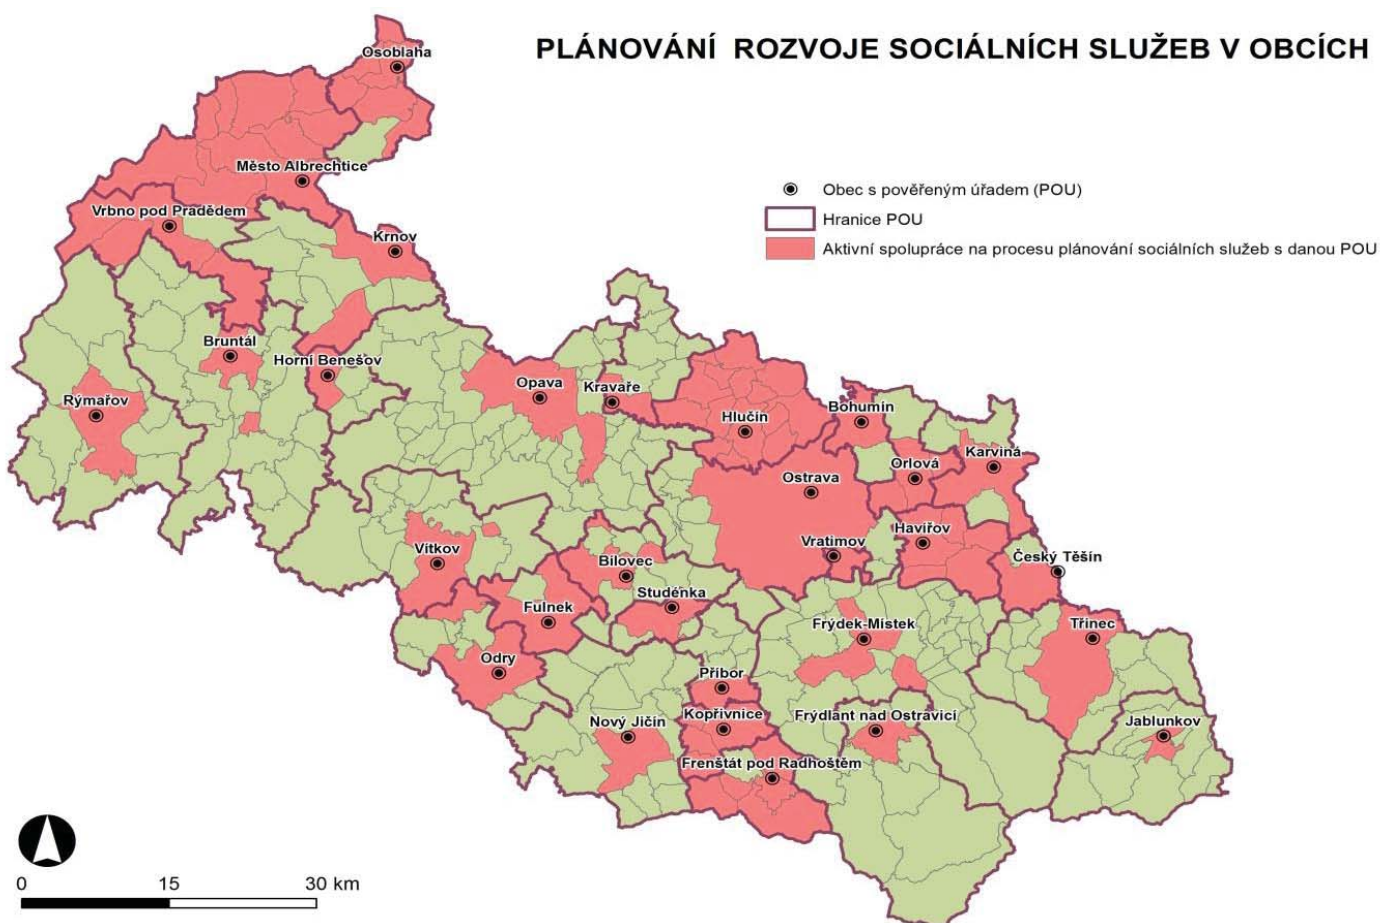 PLÁNOVÁNÍ ROZVOJE SOCIÁLNÍCH SLUŽEB V OBCÍCH
Osoblaha
Město Albrechtice
Obec s pověřeným úřadem (POU)
Vrbno pod Pradědem
Hranice POU
Krnov
Aktivní spolupráce na procesu plánování sociálních služeb s danou POU
Bruntál
Horní Benešov
Opava
Kravaře
Rýmařov
Hlučín
Bohumín
Karviná
Orlová
Ostrava
Havířov
Vratimov
Vítkov
Český Těšín
Bílovec
Studénka
Fulnek
Frýdek-Místek
Třinec
Odry
Příbor
Nový Jičín
Kopřivnice
Frýdlant nad Ostravicí
Jablunkov
Frenštát pod Radhoštěm
0 15 30 km